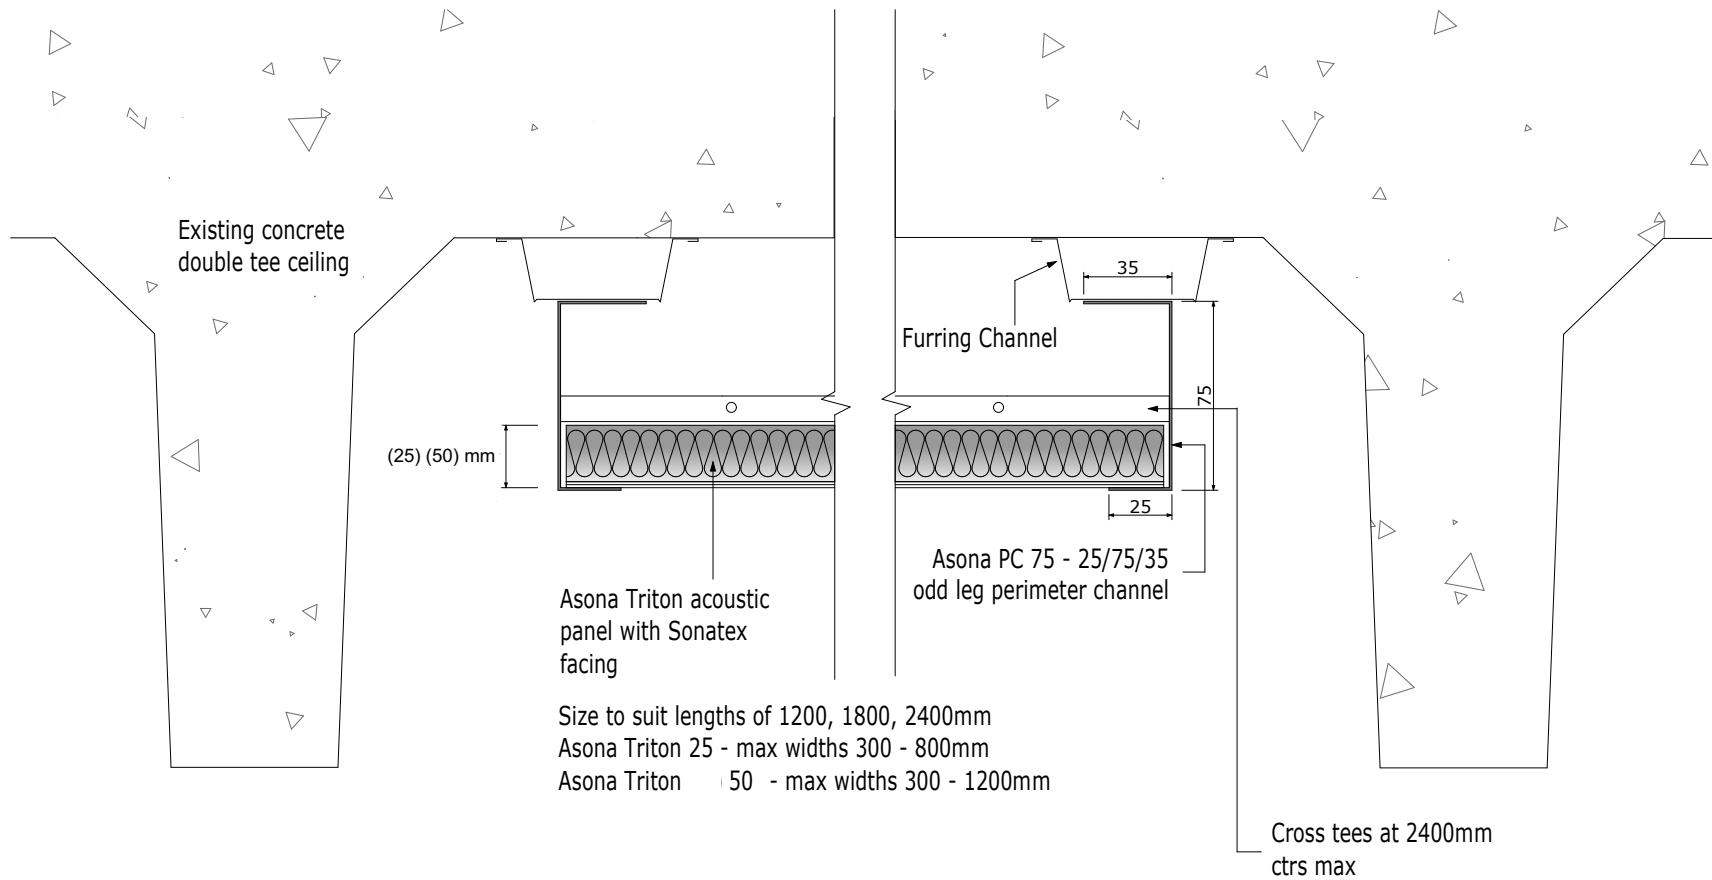 Existing concrete
double tee ceiling
35
Furring Channel
75
(25) (50) mm
25
Asona PC 75 - 25/75/35
odd leg perimeter channel
Asona Triton acoustic
panel with Sonatex
facing
Size to suit lengths of 1200, 1800, 2400mm
Asona Triton 25 - max widths 300 - 800mm
Asona Triton 50 - max widths 300 - 1200mm
Cross tees at 2400mm
ctrs max